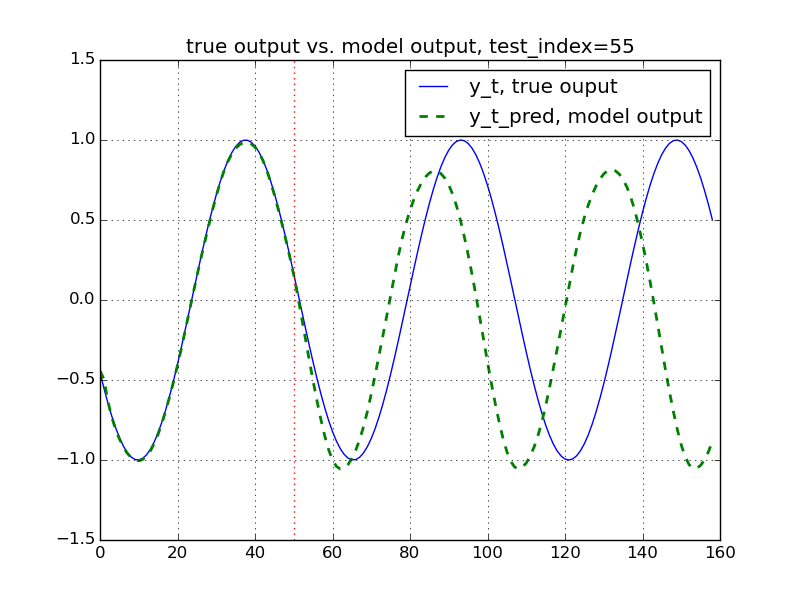 true output vs. model output, test_index=55
y_t, true ouput
y_t_pred, model output
1.5
1.0
0.5
0.0
−0.5
−1.0
−1.5
0 20 40 60 80 100 120 140 160